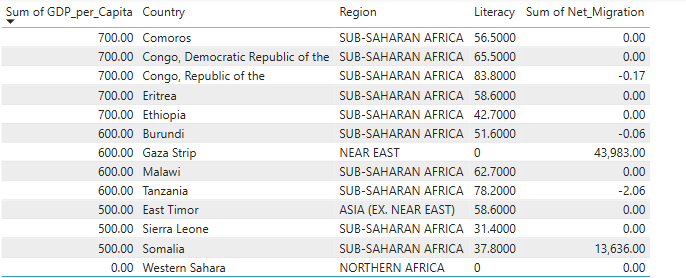 Sum of GDP_per_Capita Country Region Literacy Sum of Net_Migration
700.00 Comoros SUB-SAHARAN AFRICA 56.5000 0.00
700.00 Congo, Democratic Republic of the SUB-SAHARAN AFRICA 65.5000 0.00
700.00 Congo, Republic of the SUB-SAHARAN AFRICA 83.8000 -0.17
700.00 Eritrea SUB-SAHARAN AFRICA 58.6000 0.00
700.00 Ethiopia SUB-SAHARAN AFRICA 42.7000 0.00
600.00 Burundi SUB-SAHARAN AFRICA 51.6000 -0.06
600.00 Gaza Strip NEAR EAST 0 43,983.00
600.00 Malawi SUB-SAHARAN AFRICA 62.7000 0.00
600.00 Tanzania SUB-SAHARAN AFRICA 78.2000 -2.06
500.00 East Timor ASIA (EX. NEAR EAST) 58.6000 0.00
500.00 Sierra Leone SUB-SAHARAN AFRICA 31.4000 0.00
500.00 Somalia SUB-SAHARAN AFRICA 37.8000 13,636.00
0.00 Western Sahara NORTHERN AFRICA 0 0.00